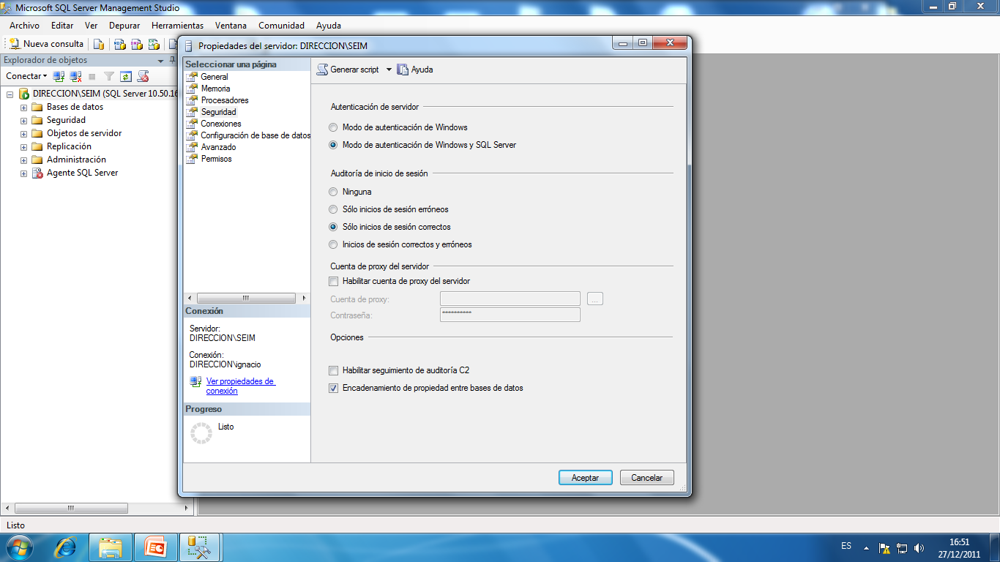 Microsoft SQL Server Management Studio
Archivo Editar Ver Depurar Herramientas Ventana Comunidad Ayuda
Nueva consulta
Explorador de objetos
Conectar
DIRECCION\SEIM (SQL Server 10.50.16
Bases de datos
Seguridad
Objetos de servidor
Replicación
Administración
Agente SQL Server
Propiedades del servidor: DIRECCION\SEIM
Seleccionar una página
General
Memoria
Procesadores
Seguridad
Conexiones
Configuración de base de datos
Avanzado
Permisos
Conexión
Servidor:
DIRECCION\SEIM
Conexión:
DIRECCION\ignacio
Ver propiedades de
conexión
Progreso
Listo
Generar script Ayuda
Autenticación de servidor
Modo de autenticación de Windows
Modo de autenticación de Windows y SQL Server
Auditoría de inicio de sesión
Ninguna
Sólo inicios de sesión erróneos
Sólo inicios de sesión correctos
Inicios de sesión correctos y erróneos
Cuenta de proxy del servidor
Habilitar cuenta de proxy del servidor
Cuenta de proxy:
...
Contraseña: **********
Opciones
Habilitar seguimiento de auditoría C2
Encadenamiento de propiedad entre bases de datos
Aceptar Cancelar
Listo
ES
16:51
27/12/2011